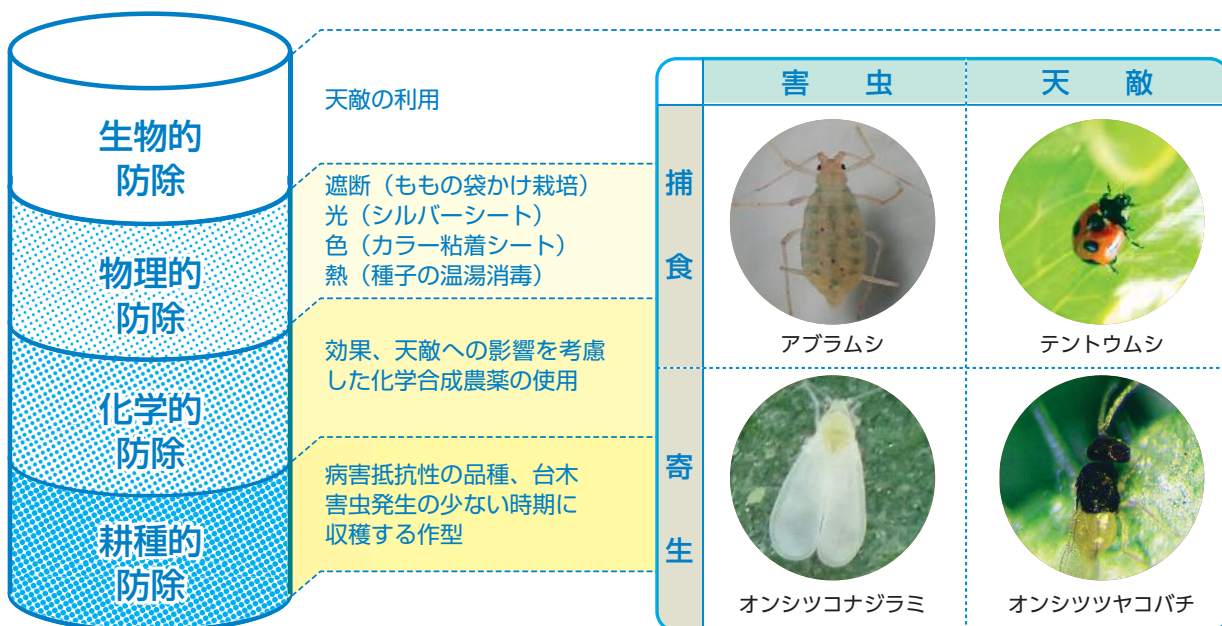 生物的
防除
天敵の利用
物理的
防除
遮断（ももの袋かけ栽培）
光（シルバーシート）
色（カラー粘着シート）
熱（種子の温湯消毒）
化学的
防除
効果、天敵への影響を考慮
した化学合成農薬の使用
耕種的
防除
病害抵抗性の品種、台木
害虫発生の少ない時期に
収穫する作型
害虫
天敵
捕食
アブラムシ
テントウムシ
寄生
オンシツコナジラミ
オンシツツヤコバチ